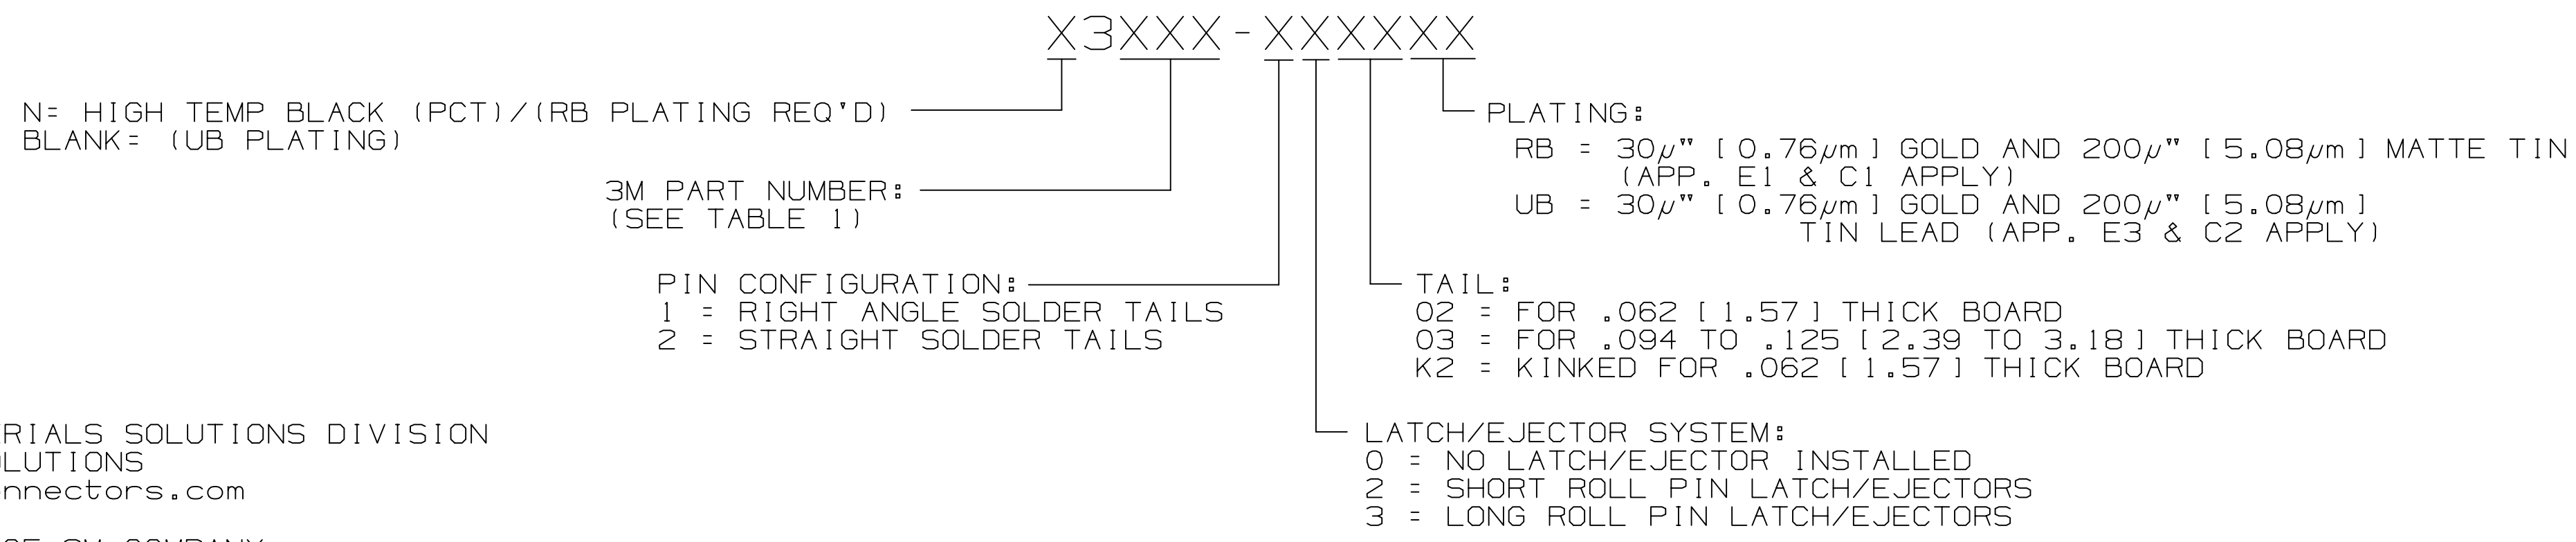 X3XXX-XXXXXX
N= HIGH TEMP BLACK (PCT)/(RB PLATING REQ'D)
BLANK= (UB PLATING)
3M PART NUMBER:
(SEE TABLE 1)
PIN CONFIGURATION:
1 = RIGHT ANGLE SOLDER TAILS
2 = STRAIGHT SOLDER TAILS
PLATING:
RB = 30µ" [0.76µm] GOLD AND 200µ" [5.08µm] MATTE TIN
(APP. E1 & C1 APPLY)
UB = 30µ" [0.76µm] GOLD AND 200µ" [5.08µm]
TIN LEAD (APP. E3 & C2 APPLY)
TAIL:
02 = FOR .062 [1.57] THICK BOARD
03 = FOR .094 TO .125 [2.39 TO 3.18] THICK BOARD
K2 = KINKED FOR .062 [1.57] THICK BOARD
LATCH/EJECTOR SYSTEM:
0 = NO LATCH/EJECTOR INSTALLED
2 = SHORT ROLL PIN LATCH/EJECTORS
3 = LONG ROLL PIN LATCH/EJECTORS
RIALS SOLUTIONS DIVISION
LUTIONS
nnectors.com